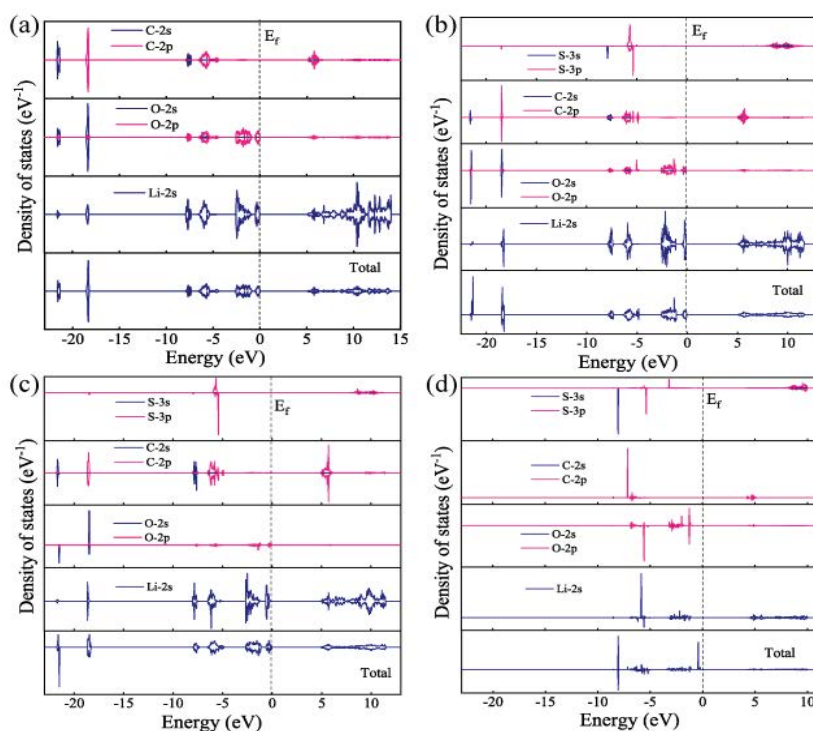 (a)
C-2s
C-2p
E_f
O-2s
O-2p
Li-2s
Total
Density of states (eV⁻¹)
-20 -15 -10 -5 0 5 10 15
Energy (eV)
(b)
E_f
S-3s
S-3p
C-2s
C-2p
O-2s
O-2p
Li-2s
Total
Density of states (eV⁻¹)
-20 -15 -10 -5 0 5 10
Energy (eV)
(c)
S-3s
S-3p
E_f
C-2s
C-2p
O-2s
O-2p
Li-2s
Total
Density of states (eV⁻¹)
-20 -15 -10 -5 0 5 10
Energy (eV)
(d)
S-3s
S-3p
E_f
C-2s
C-2p
O-2s
O-2p
Li-2s
Total
Density of states (eV⁻¹)
-20 -15 -10 -5 0 5 10
Energy (eV)